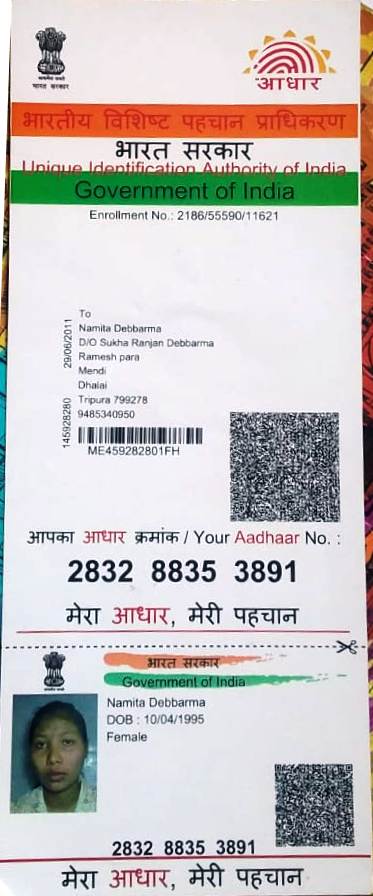 भारत सरकार
आधार
भारतीय विशिष्ट पहचान प्राधिकरण
भारत सरकार
Unique Identification Authority of India
Government of India
Enrollment No.: 2186/55590/11621
To
Namita Debbarma
D/O Sukha Ranjan Debbarma
Ramesh para
Mendi
Dhalai
Tripura 799278
9485340950
29/06/2011
145928280
ME459282801FH
आपका आधार क्रमांक / Your Aadhaar No. :
2832 8835 3891
मेरा आधार, मेरी पहचान
भारत सरकार
Government of India
Namita Debbarma
DOB : 10/04/1995
Female
2832 8835 3891
मेरा आधार, मेरी पहचान